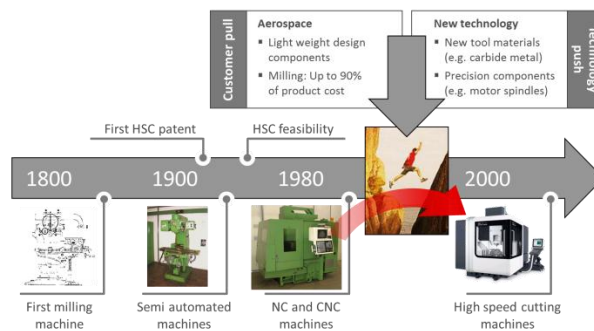 Customer pull
Aerospace
▪ Light weight design
components
▪ Milling: Up to 90%
of product cost
New technology
▪ New tool materials
(e.g. carbide metal)
▪ Precision components
(e.g. motor spindles)
Technology
push
First HSC patent
HSC feasibility
1800
1900
1980
2000
First milling
machine
Semi automated
machines
NC and CNC
machines
High speed cutting
machines